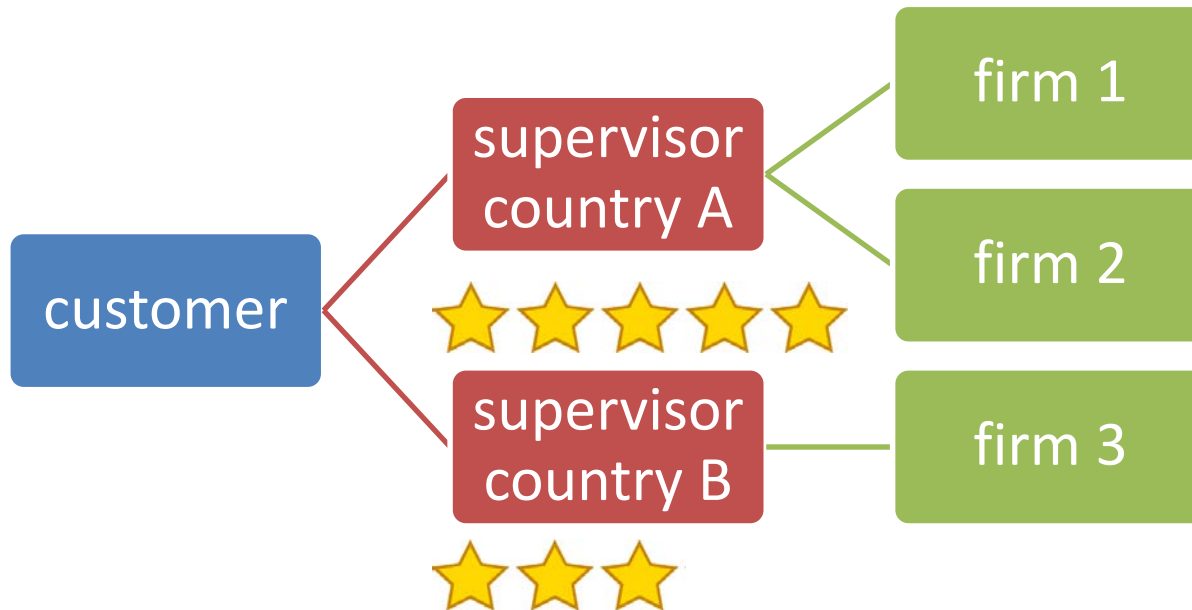 customer
supervisor
country A
supervisor
country B
firm 1
firm 2
firm 3